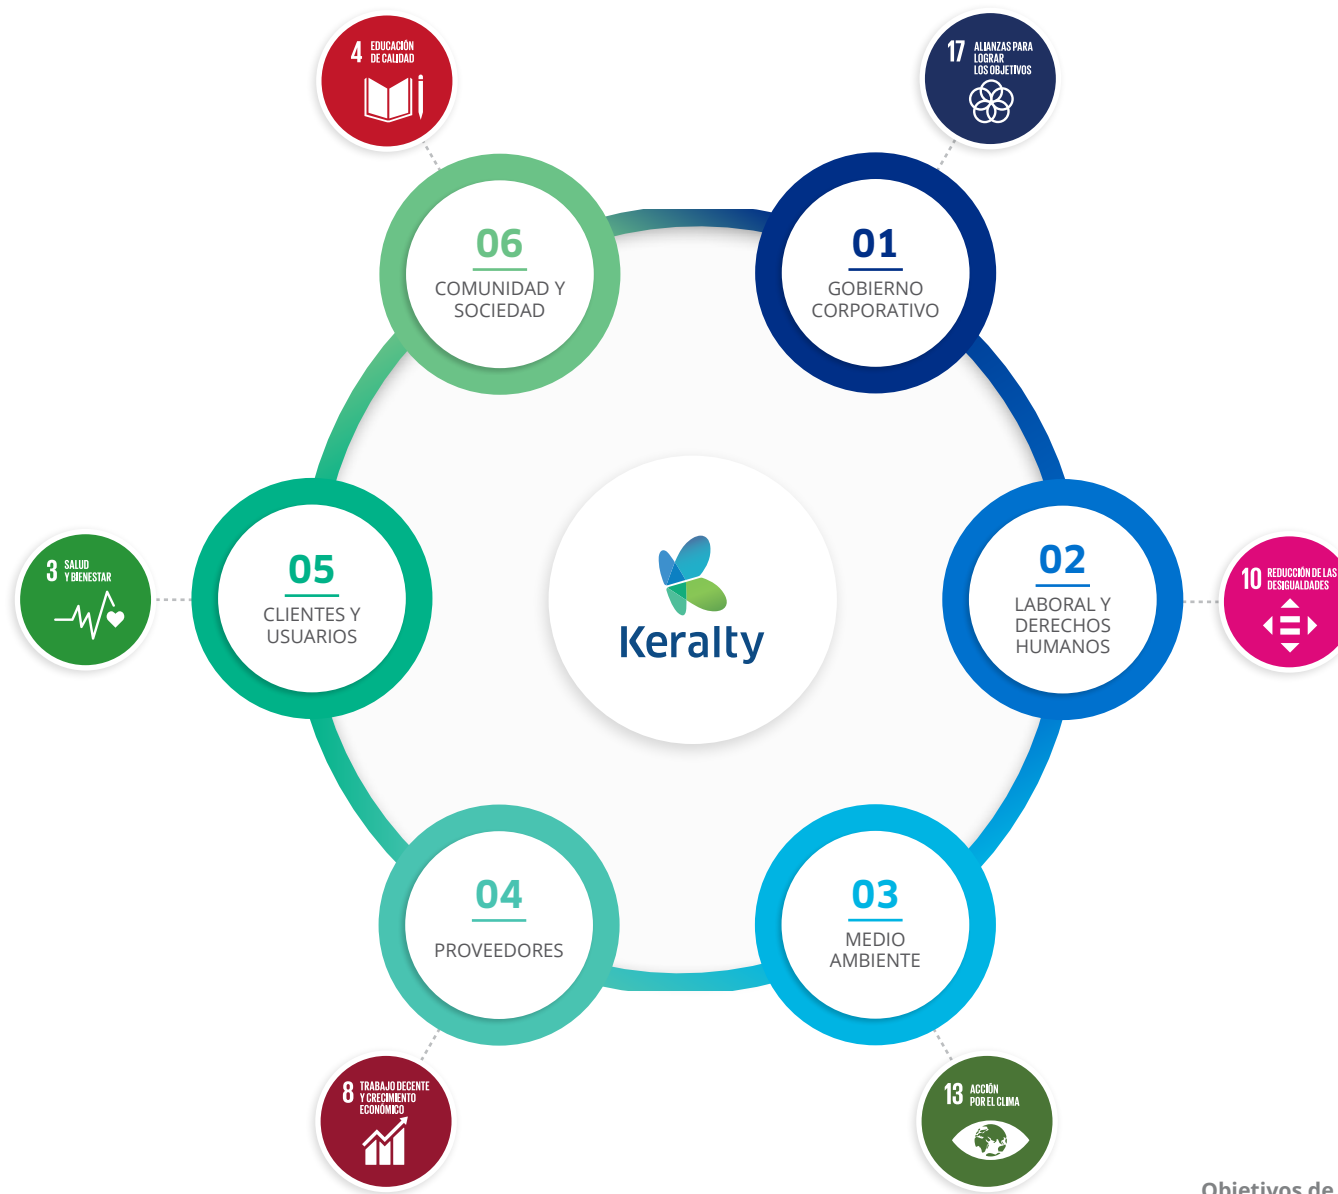 4 EDUCACIÓN
DE CALIDAD
17 ALIANZAS PARA
LOGRAR
LOS OBJETIVOS
06
COMUNIDAD Y
SOCIEDAD
01
GOBIERNO
CORPORATIVO
3 SALUD
Y BIENESTAR
05
CLIENTES Y
USUARIOS
Keralty
02
LABORAL Y
DERECHOS
HUMANOS
10 REDUCCIÓN DE LAS
DESIGUALDADES
04
PROVEEDORES
03
MEDIO
AMBIENTE
8 TRABAJO DECENTE
Y CRECIMIENTO
ECONÓMICO
13 ACCIÓN
POR EL CLIMA
Objetivos de